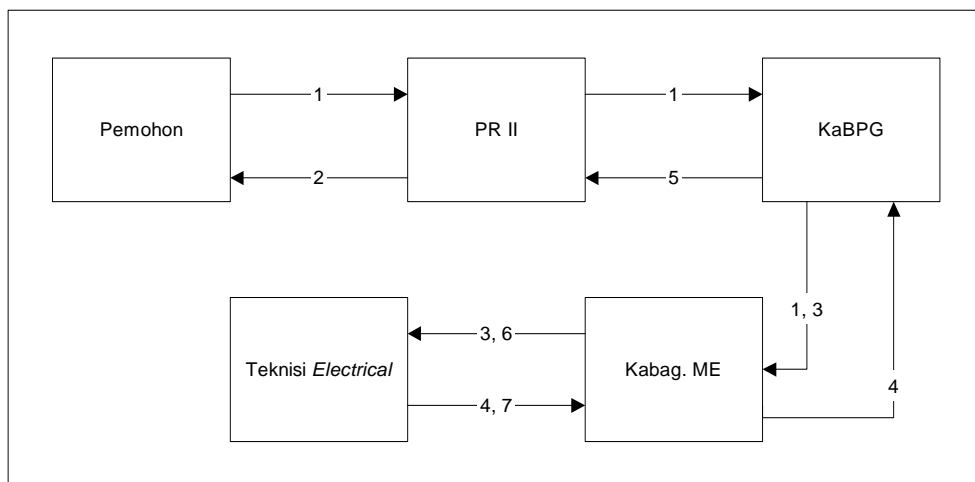 Pemohon
1
PR II
1
KaBPG
2
5
1, 3
Teknisi Electrical
3, 6
Kabag. ME
4, 7
4